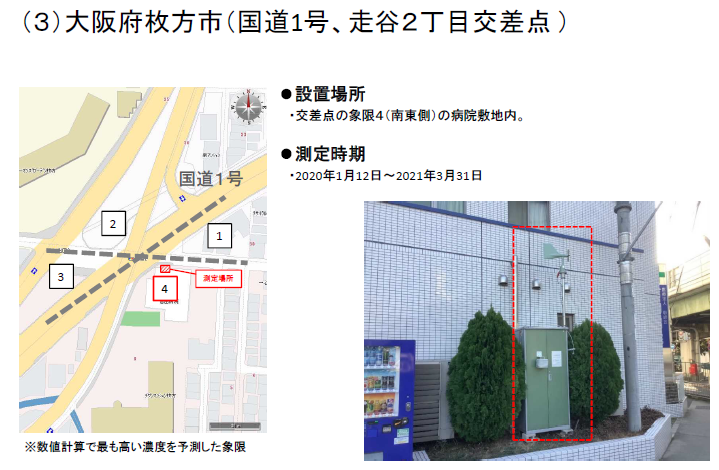 （３）大阪府枚方市（国道1号、走谷２丁目交差点 ）
●設置場所
・交差点の象限４（南東側）の病院敷地内。
●測定時期
・2020年1月12日～2021年3月31日
国道１号
2
1
3
4
測定場所
※数値計算で最も高い濃度を予測した象限